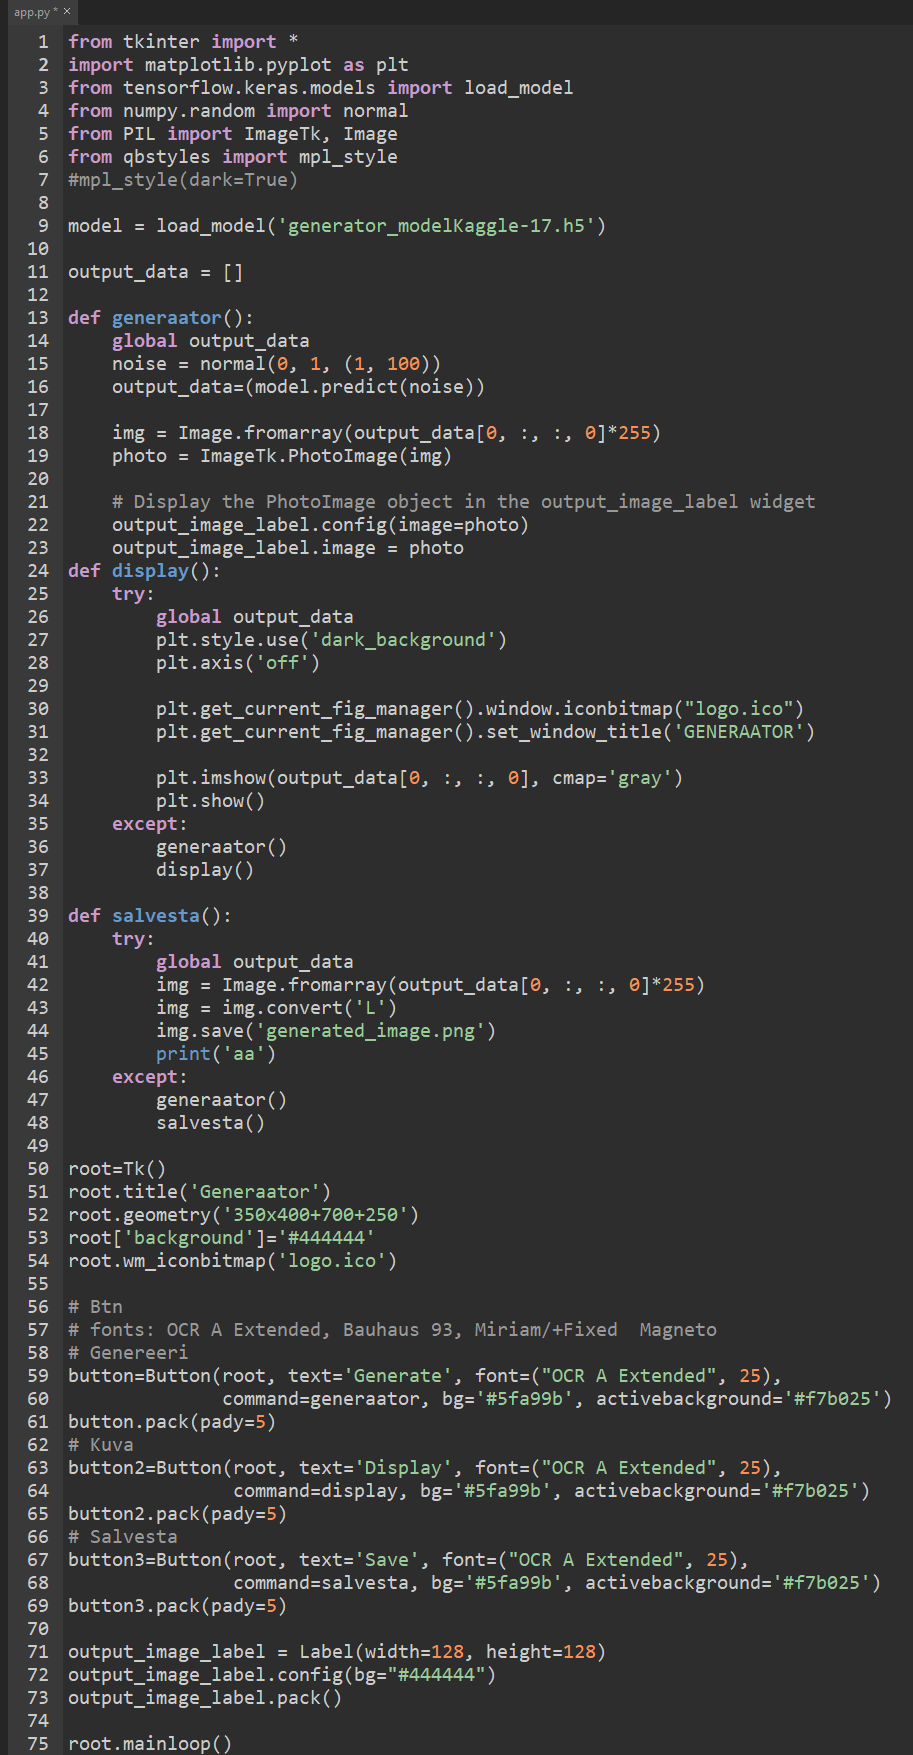 app.py * ×
1 from tkinter import *
2 import matplotlib.pyplot as plt
3 from tensorflow.keras.models import load_model
4 from numpy.random import normal
5 from PIL import ImageTk, Image
6 from qbstyles import mpl_style
7 #mpl_style(dark=True)
8
9 model = load_model('generator_modelKaggle-17.h5')
10
11 output_data = []
12
13 def generaator():
14     global output_data
15     noise = normal(0, 1, (1, 100))
16     output_data=(model.predict(noise))
17
18     img = Image.fromarray(output_data[0, :, :, 0]*255)
19     photo = ImageTk.PhotoImage(img)
20
21     # Display the PhotoImage object in the output_image_label widget
22     output_image_label.config(image=photo)
23     output_image_label.image = photo
24 def display():
25     try:
26         global output_data
27         plt.style.use('dark_background')
28         plt.axis('off')
29
30         plt.get_current_fig_manager().window.iconbitmap("logo.ico")
31         plt.get_current_fig_manager().set_window_title('GENERAATOR')
32
33         plt.imshow(output_data[0, :, :, 0], cmap='gray')
34         plt.show()
35     except:
36         generaator()
37         display()
38
39 def salvesta():
40     try:
41         global output_data
42         img = Image.fromarray(output_data[0, :, :, 0]*255)
43         img = img.convert('L')
44         img.save('generated_image.png')
45         print('aa')
46     except:
47         generaator()
48         salvesta()
49
50 root=Tk()
51 root.title('Generaator')
52 root.geometry('350x400+700+250')
53 root['background']='#444444'
54 root.wm_iconbitmap('logo.ico')
55
56 # Btn
57 # fonts: OCR A Extended, Bauhaus 93, Miriam/+Fixed  Magneto
58 # Genereeri
59 button=Button(root, text='Generate', font=("OCR A Extended", 25),
60               command=generaator, bg='#5fa99b', activebackground='#f7b025')
61 button.pack(pady=5)
62 # Kuva
63 button2=Button(root, text='Display', font=("OCR A Extended", 25),
64                command=display, bg='#5fa99b', activebackground='#f7b025')
65 button2.pack(pady=5)
66 # Salvesta
67 button3=Button(root, text='Save', font=("OCR A Extended", 25),
68                command=salvesta, bg='#5fa99b', activebackground='#f7b025')
69 button3.pack(pady=5)
70
71 output_image_label = Label(width=128, height=128)
72 output_image_label.config(bg="#444444")
73 output_image_label.pack()
74
75 root.mainloop()